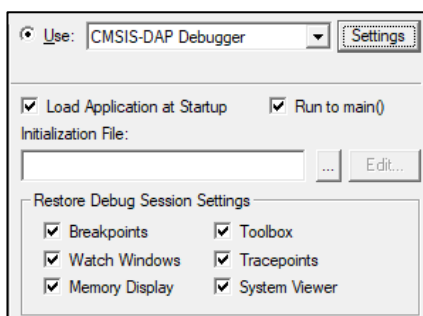 Use: CMSIS-DAP Debugger Settings
Load Application at Startup Run to main()
Initialization File:
... Edit...
Restore Debug Session Settings
Breakpoints Toolbox
Watch Windows Tracepoints
Memory Display System Viewer